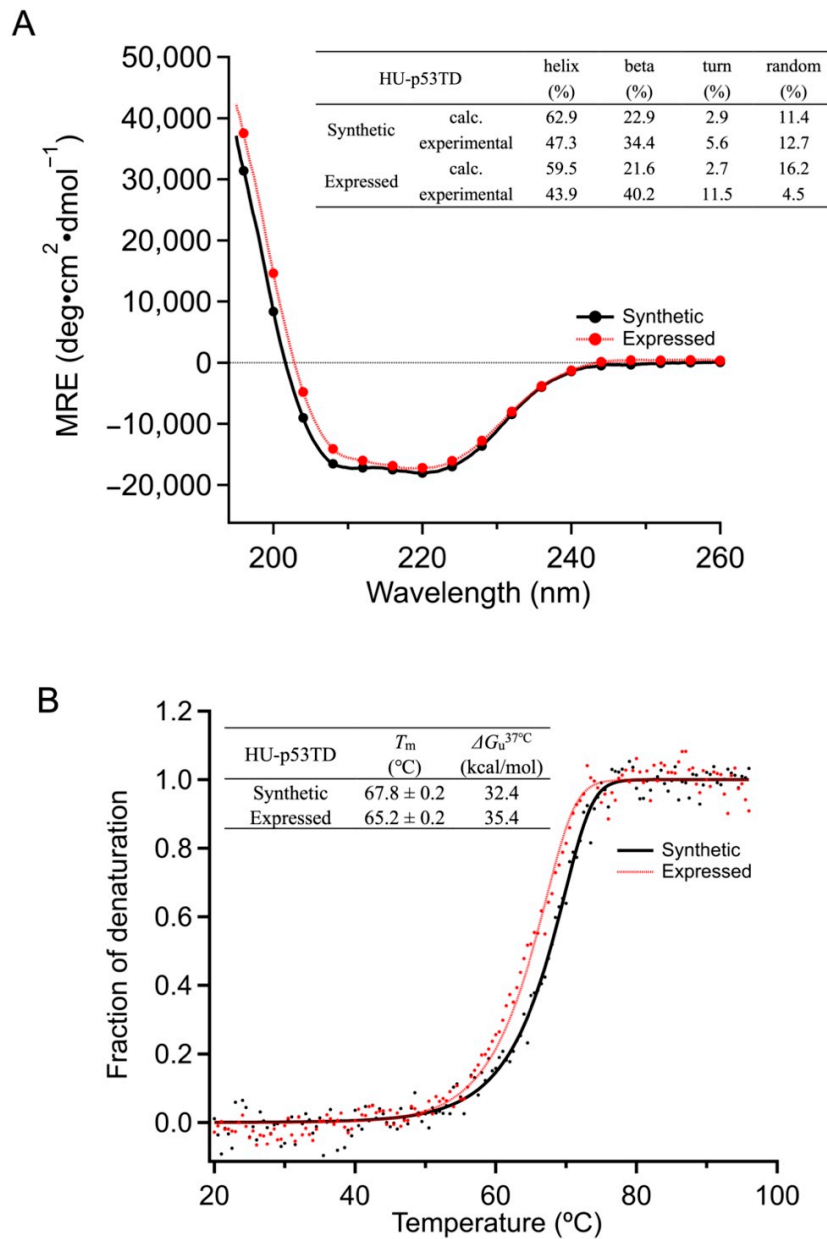 A
50,000
40,000
30,000
20,000
10,000
0
−10,000
−20,000
MRE (deg•cm²•dmol⁻¹)
HU-p53TD helix beta turn random
(%) (%) (%) (%)
Synthetic calc. 62.9 22.9 2.9 11.4
experimental 47.3 34.4 5.6 12.7
Expressed calc. 59.5 21.6 2.7 16.2
experimental 43.9 40.2 11.5 4.5
Synthetic
Expressed
200 220 240 260
Wavelength (nm)
B
1.2
1.0
0.8
0.6
0.4
0.2
0.0
Fraction of denaturation
HU-p53TD Tm ΔGu³⁷℃
(℃) (kcal/mol)
Synthetic 67.8 ± 0.2 32.4
Expressed 65.2 ± 0.2 35.4
Synthetic
Expressed
20 40 60 80 100
Temperature (ºC)